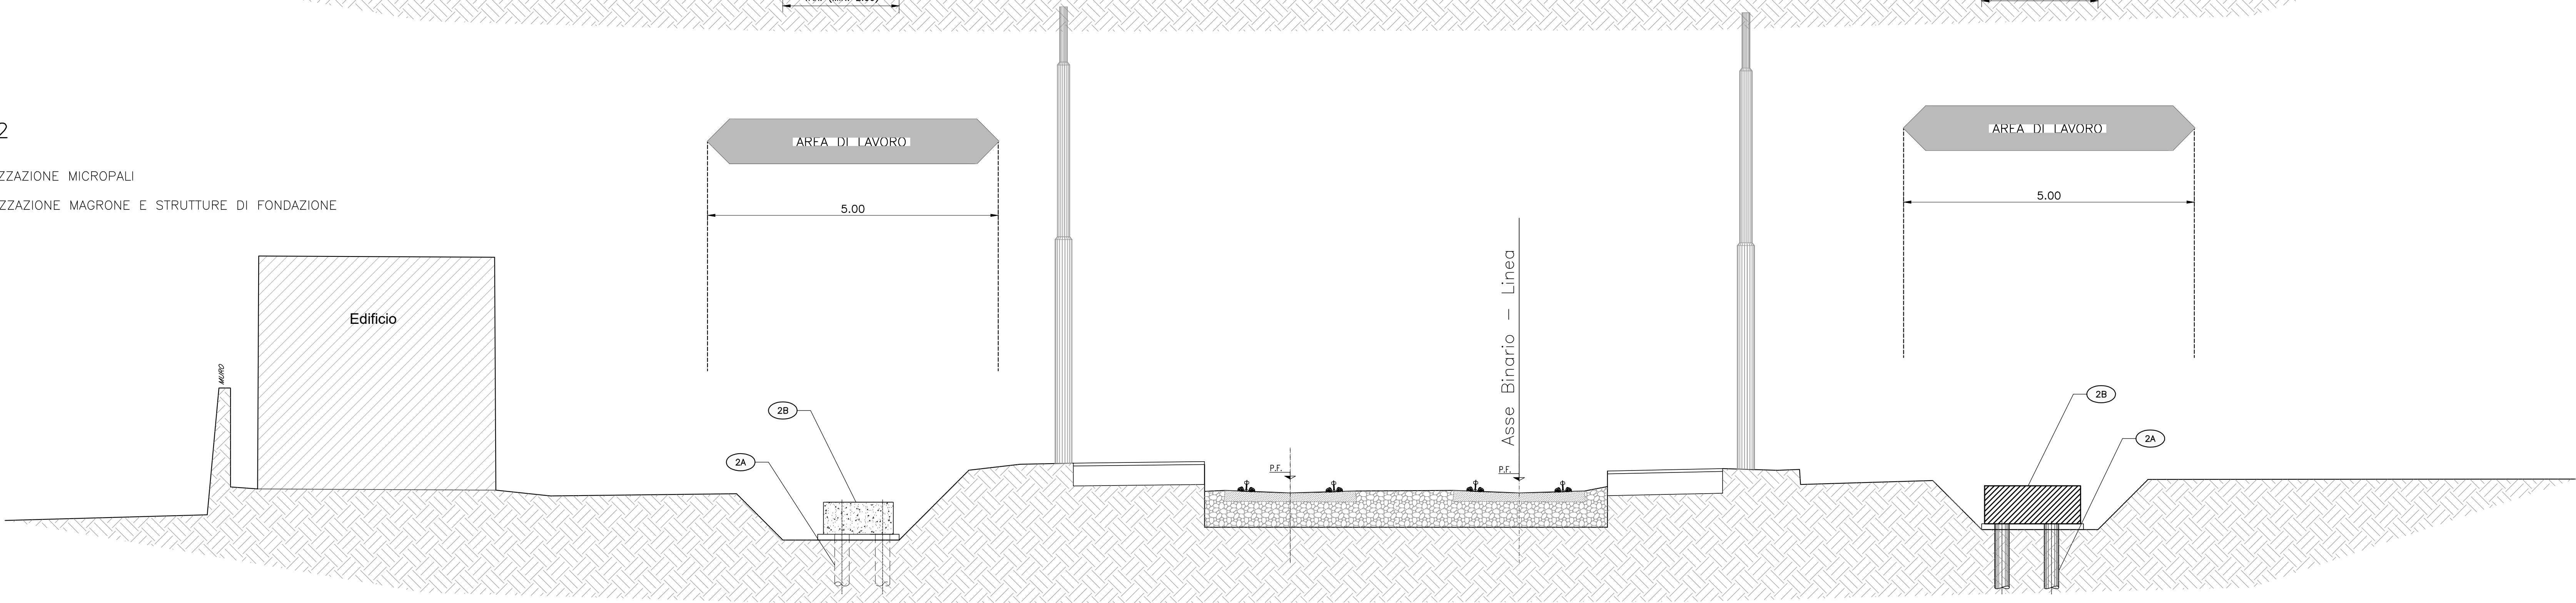 2
AREA DI LAVORO
AREA DI LAVORO
ZZAZIONE MICROPALI
ZZAZIONE MAGRONE E STRUTTURE DI FONDAZIONE
5.00
5.00
Edificio
Asse Binario - Linea
MURO
2B
2B
2A
2A
P.F.
P.F.